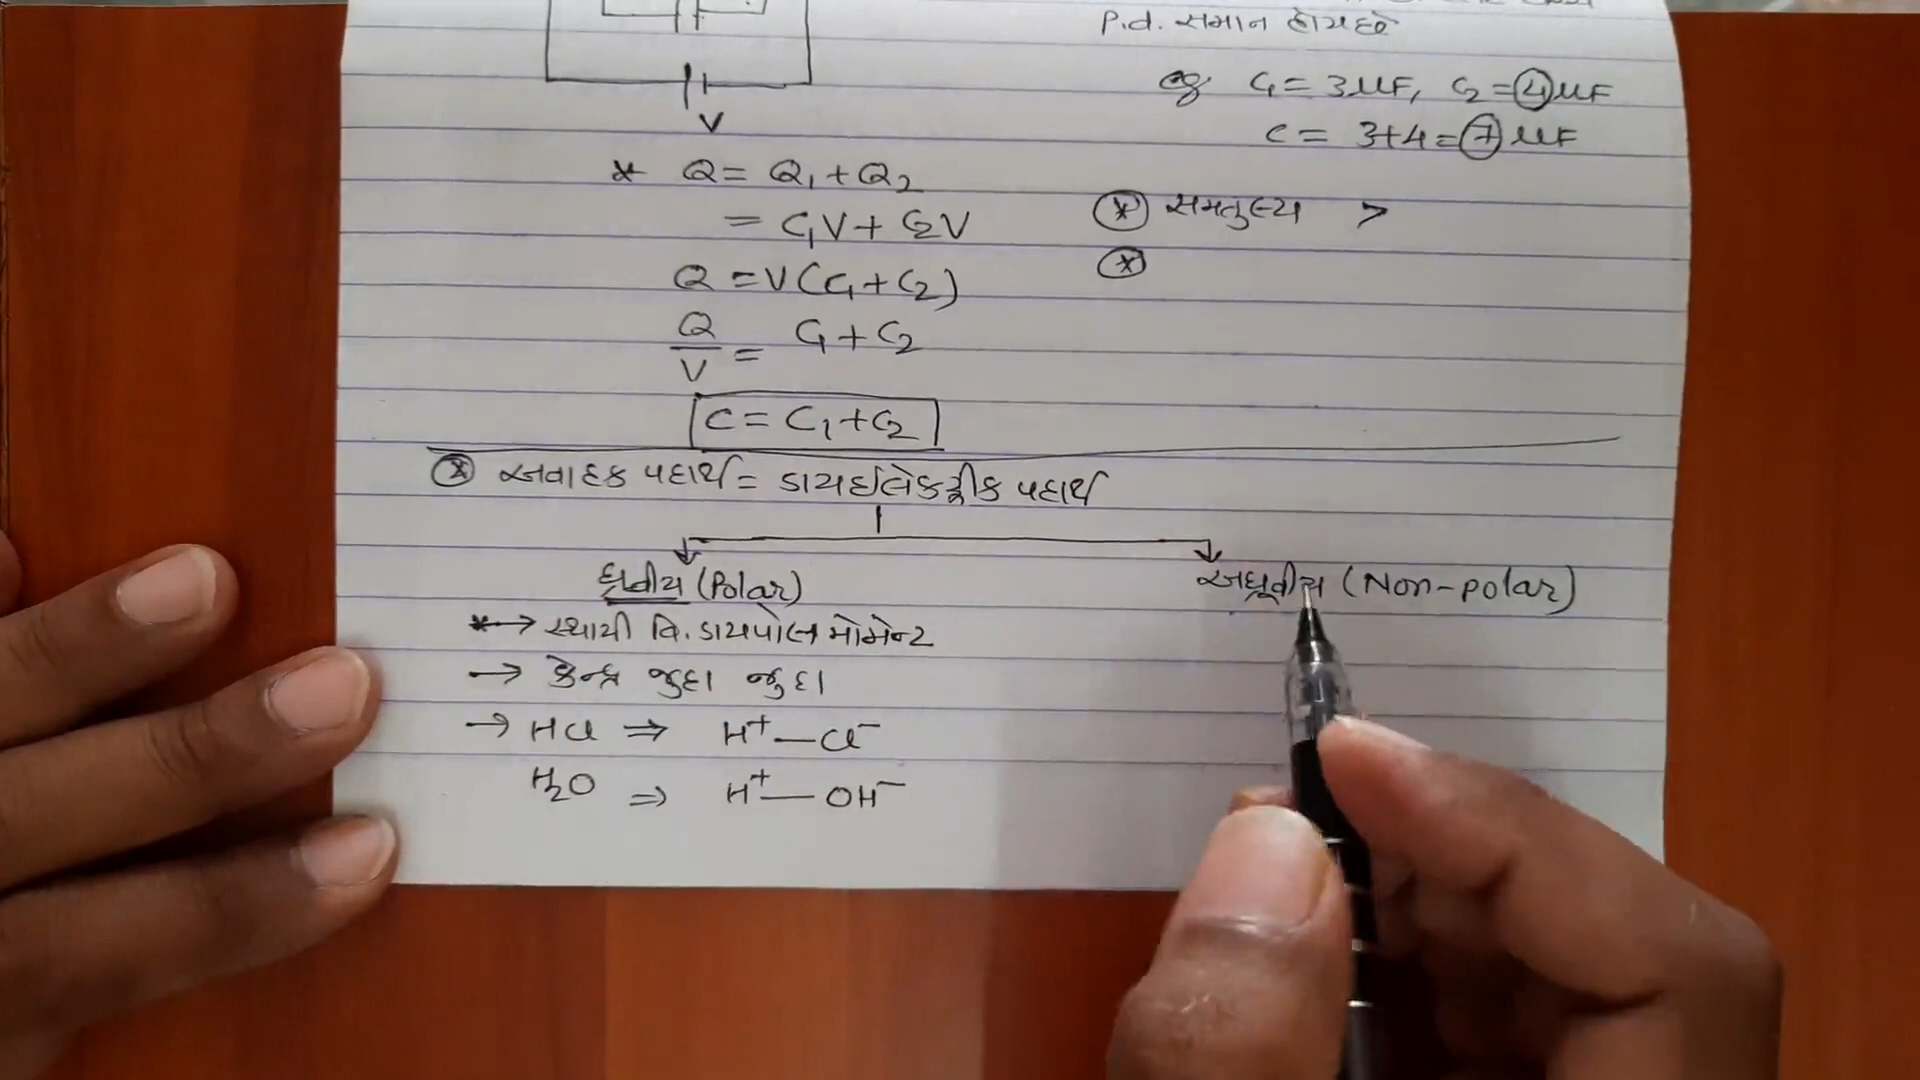 P.d. સમાન હોય છે
eg C₁ = 3μF, C₂ = 4μF
C = 3+4 = 7 μF
V
* Q = Q₁ + Q₂
= C₁V + C₂V
Q = V(C₁ + C₂)
Q/V = C₁ + C₂
C = C₁ + C₂
* સમતુલ્ય >
*
* અવાહક પદાર્થ = ડાયઇલેક્ટ્રીક પદાર્થ
ધ્રુવીય (Polar)
* → સ્થાયી વિ. ડાયપોલ મોમેન્ટ
→ કેન્દ્ર જુદા જુદા
→ HCl ⇒ H⁺—Cl⁻
H₂O ⇒ H⁺—OH⁻
અધ્રૂવીય (Non-polar)